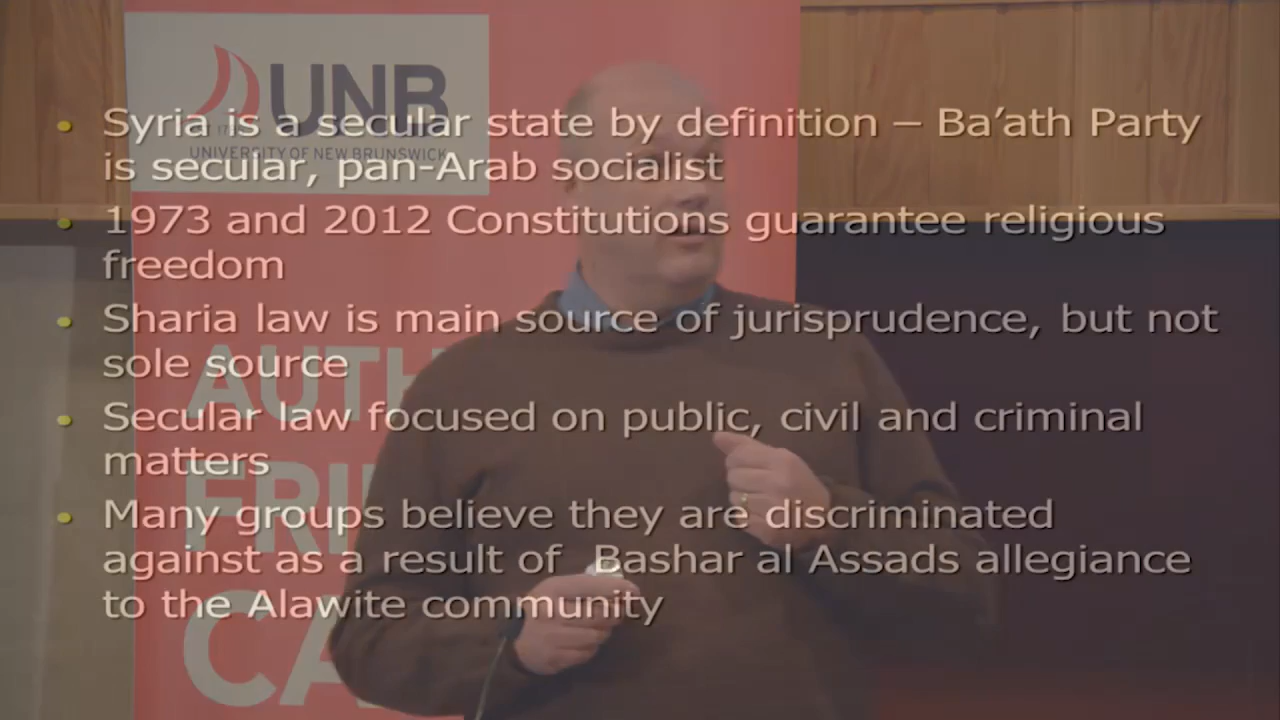 UNB
UNIVERSITY OF NEW BRUNSWICK
• Syria is a secular state by definition – Ba’ath Party
is secular, pan-Arab socialist
• 1973 and 2012 Constitutions guarantee religious
freedom
• Sharia law is main source of jurisprudence, but not
sole source
• Secular law focused on public, civil and criminal
matters
• Many groups believe they are discriminated
against as a result of Bashar al Assads allegiance
to the Alawite community
AUTH
FRI
CA